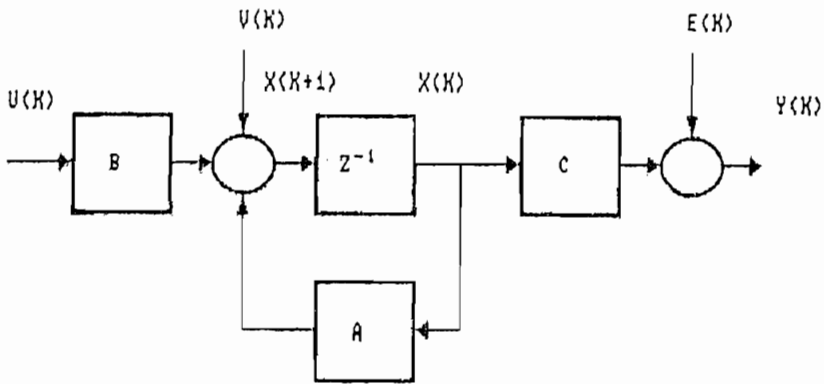 V(K)
E(K)
X(K+1)
X(K)
U(K)
Y(K)
B
Z⁻¹
C
A